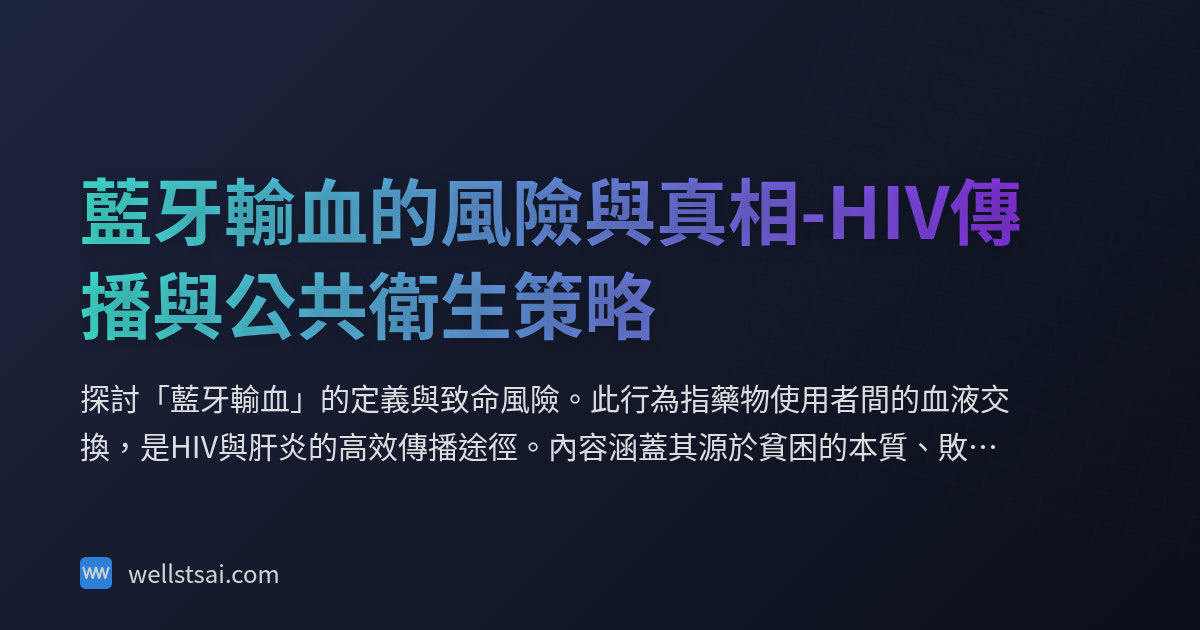 藍牙輸血的風險與真相-HIV傳
播與公共衛生策略
探討「藍牙輸血」的定義與致命風險。此行為指藥物使用者間的血液交
換，是HIV與肝炎的高效傳播途徑。內容涵蓋其源於貧困的本質、敗…
wellstsai.com